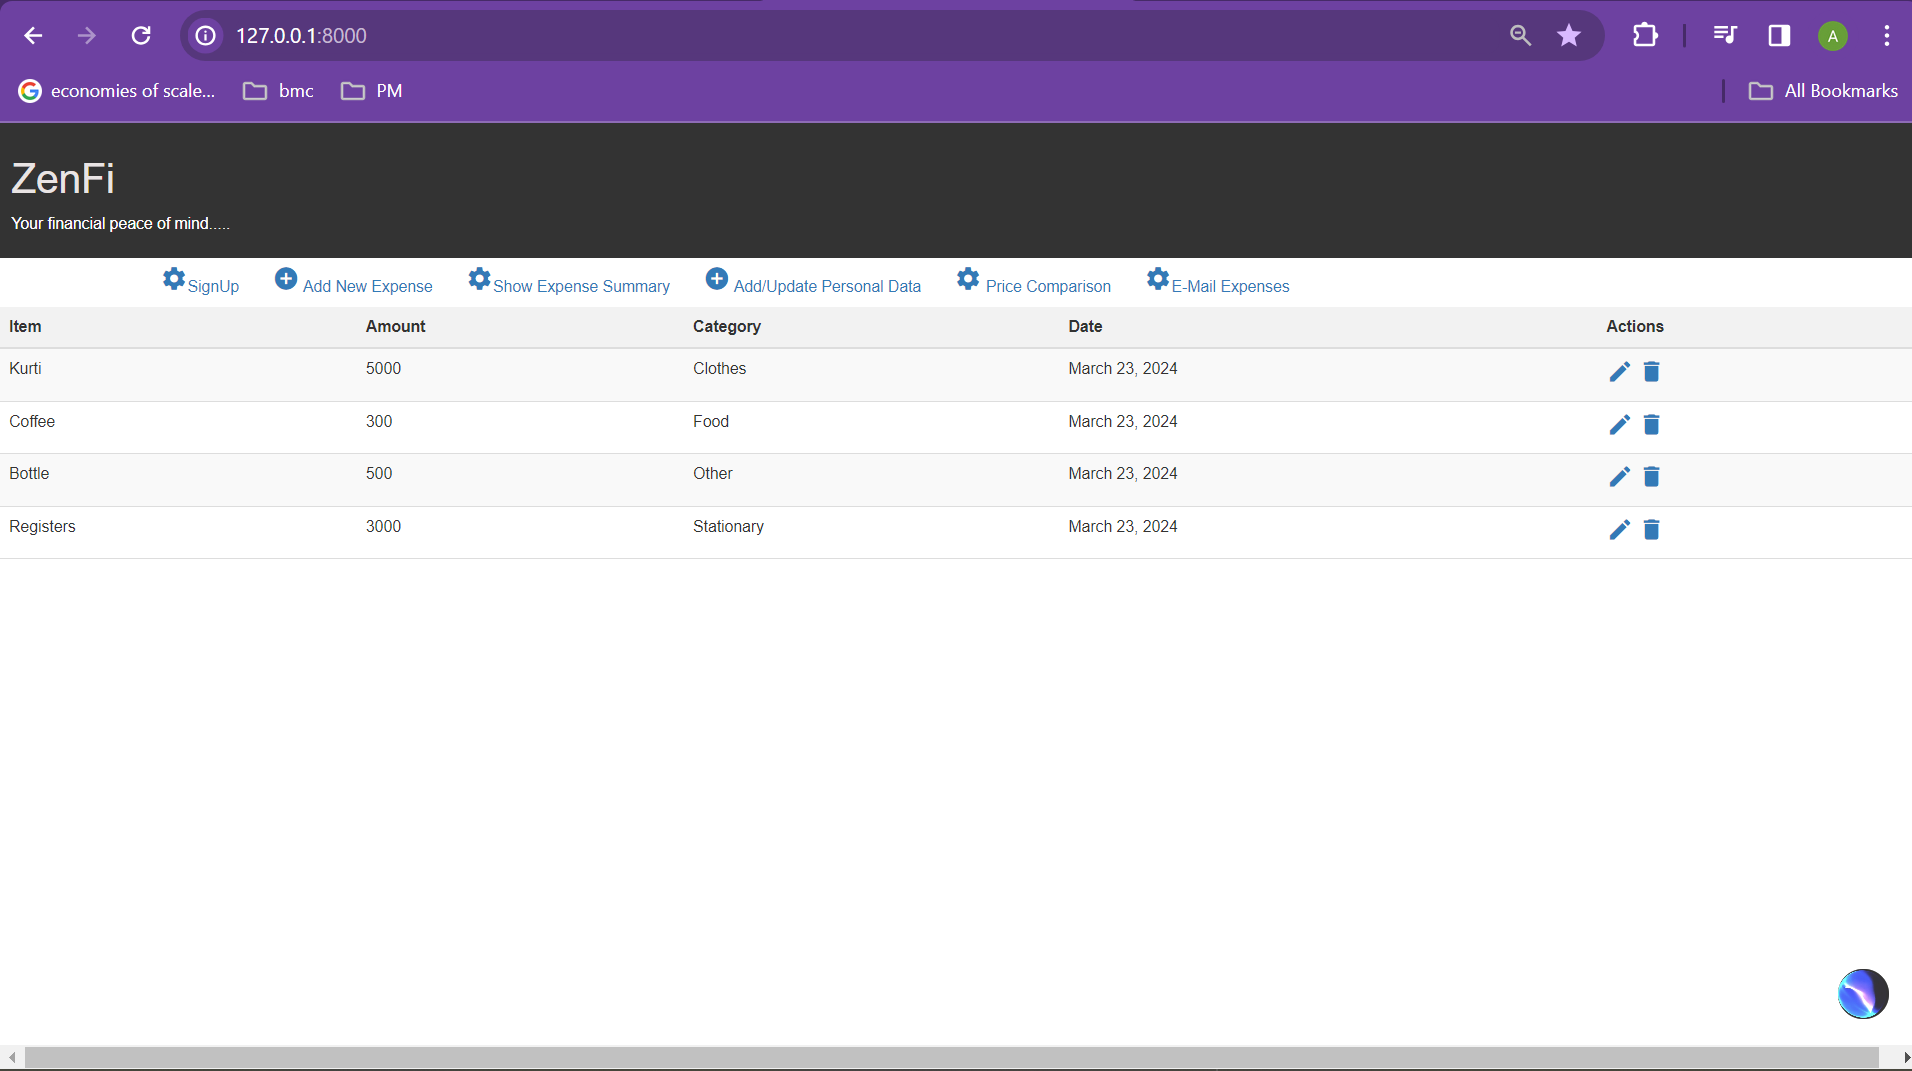 127.0.0.1:8000
A
economies of scale... bmc PM All Bookmarks
ZenFi
Your financial peace of mind.....
SignUp Add New Expense Show Expense Summary Add/Update Personal Data Price Comparison E-Mail Expenses
Item Amount Category Date Actions
Kurti 5000 Clothes March 23, 2024
Coffee 300 Food March 23, 2024
Bottle 500 Other March 23, 2024
Registers 3000 Stationary March 23, 2024